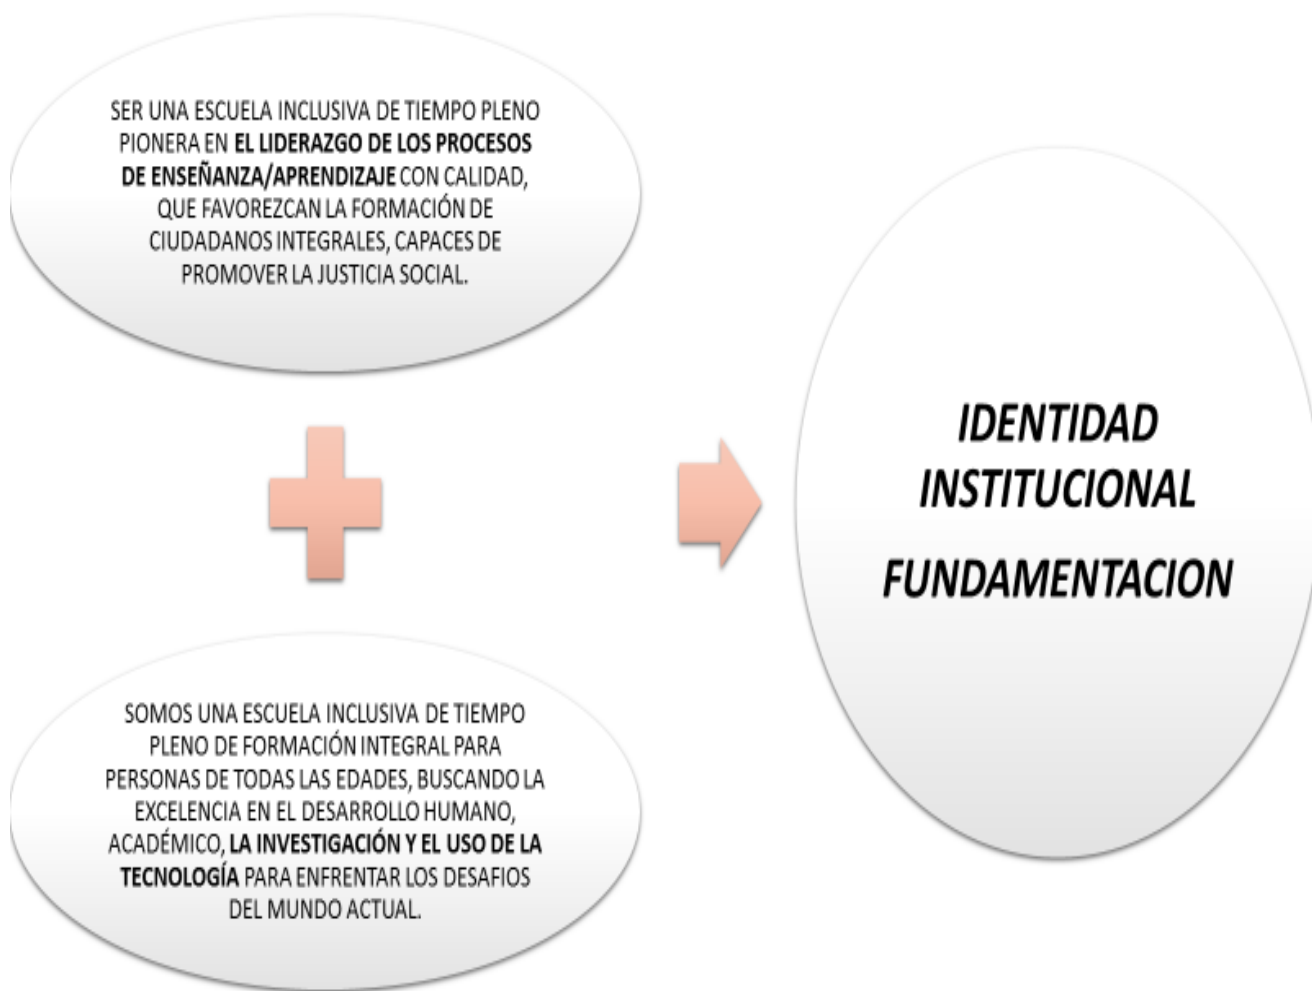 SER UNA ESCUELA INCLUSIVA DE TIEMPO PLENO
PIONERA EN EL LIDERAZGO DE LOS PROCESOS
DE ENSEÑANZA/APRENDIZAJE CON CALIDAD,
QUE FAVOREZCAN LA FORMACIÓN DE
CIUDADANOS INTEGRALES, CAPACES DE
PROMOVER LA JUSTICIA SOCIAL.
SOMOS UNA ESCUELA INCLUSIVA DE TIEMPO
PLENO DE FORMACIÓN INTEGRAL PARA
PERSONAS DE TODAS LAS EDADES, BUSCANDO LA
EXCELENCIA EN EL DESARROLLO HUMANO,
ACADÉMICO, LA INVESTIGACIÓN Y EL USO DE LA
TECNOLOGÍA PARA ENFRENTAR LOS DESAFIOS
DEL MUNDO ACTUAL.
IDENTIDAD
INSTITUCIONAL
FUNDAMENTACION